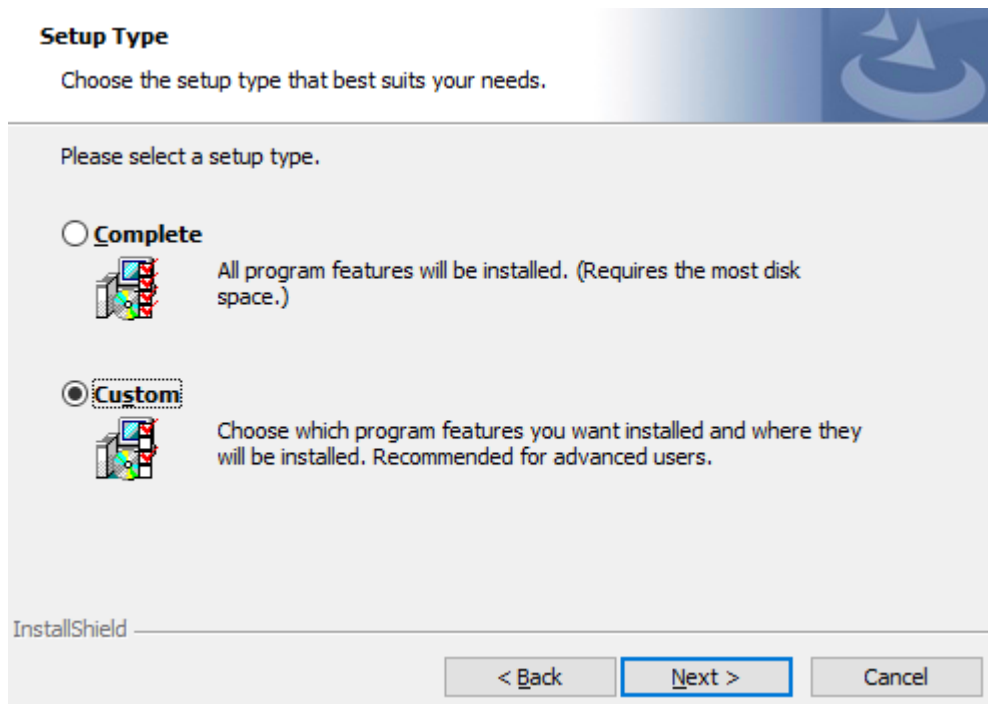 Setup Type
Choose the setup type that best suits your needs.
Please select a setup type.
Complete
All program features will be installed. (Requires the most disk
space.)
Custom
Choose which program features you want installed and where they
will be installed. Recommended for advanced users.
InstallShield
< Back Next > Cancel